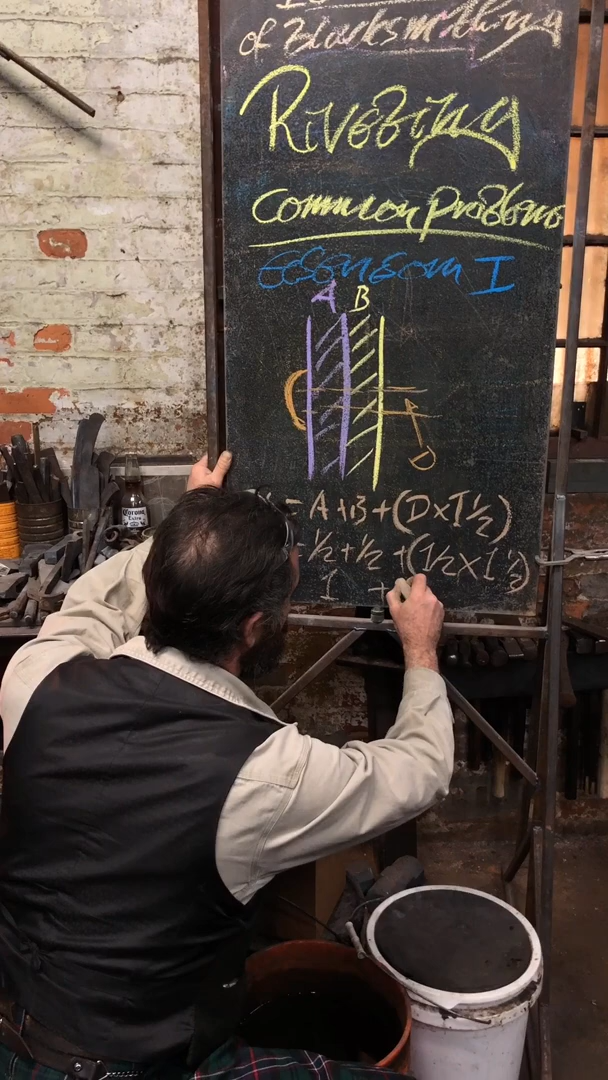 of Blacksmithing
Riveting
Common Problems
I
A B
D
= A+B+(D×1½)
½+½+(½×1½)
1 +
Corona
Extra